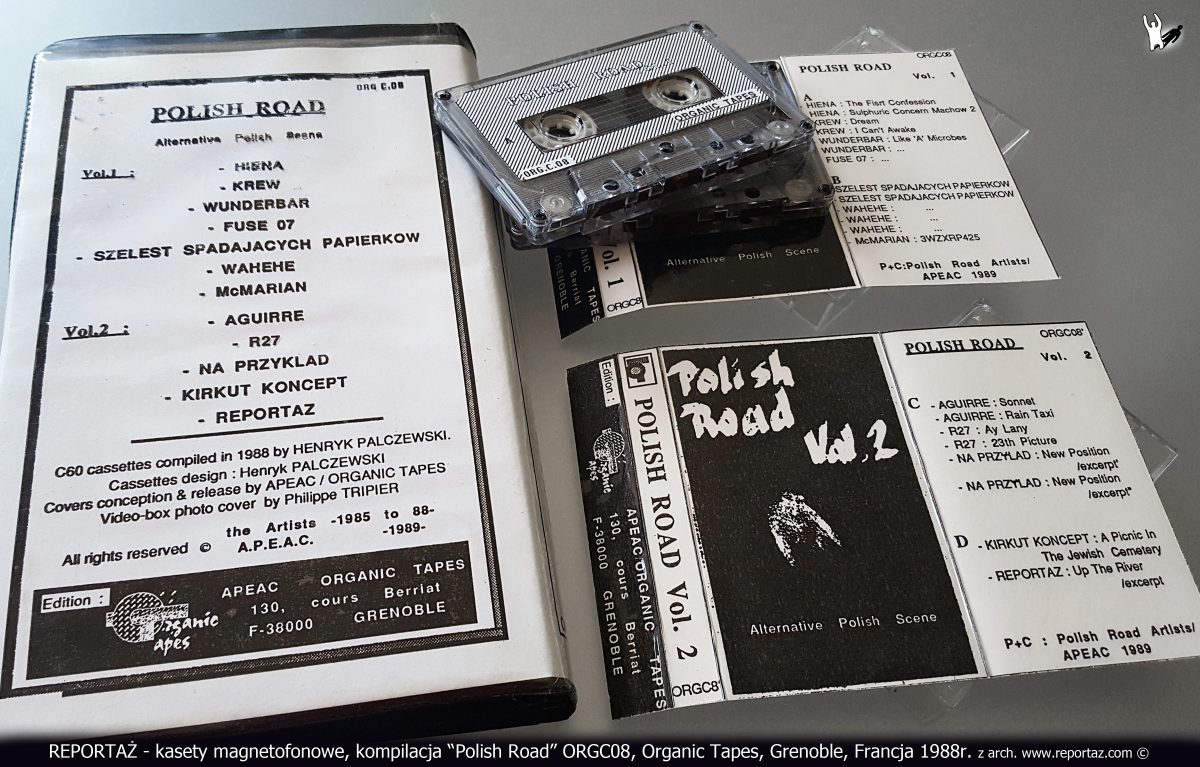 ORG C.08
POLISH ROAD
Alternative Polish Scene
Vol.1 :
- HIENA
- KREW
- WUNDERBAR
- FUSE 07
- SZELEST SPADAJACYCH PAPIERKOW
- WAHEHE
- McMARIAN
Vol.2 :
- AGUIRRE
- R27
- NA PRZYKLAD
- KIRKUT KONCEPT
- REPORTAZ
C60 cassettes compiled in 1988 by HENRYK PALCZEWSKI.
Cassettes design : Henryk PALCZEWSKI
Covers conception & release by APEAC / ORGANIC TAPES
Video-box photo cover by Philippe TRIPIER
the Artists -1985 to 88-
All rights reserved © A.P.E.A.C. -1989-
Edition :
Organic
Tapes
APEAC ORGANIC TAPES
130, cours Berriat
F-38000 GRENOBLE
POLISH ROAD
A
ORGANIC TAPES
ORG.C.08
Vol. 1
ORGC8
ANIC TAPES
Berriat
GRENOBLE
Alternative Polish Scene
ORGC08
POLISH ROAD
Vol. 1
A
HIENA : The Fisrt Confession
HIENA : Sulphuric Concern Machow 2
KREW : Dream
KREW : I Can't Awake
WUNDERBAR : Like 'A' Microbes
WUNDERBAR : ...
FUSE 07 : ...
B
SZELEST SPADAJACYCH PAPIERKOW
SZELEST SPADAJACYCH PAPIERKOW
- WAHEHE : ...
- WAHEHE : ...
- WAHEHE : ...
- McMARIAN : 3WZXRP425
P+C:Polish Road Artists/
APEAC 1989
Edition :
Organic
Tapes
APEAC ORGANIC TAPES
130, cours Berriat
F-38000 GRENOBLE
POLISH ROAD Vol. 2
ORGC8'
Polish
Road
Vol.2
Alternative Polish Scene
ORGC08'
POLISH ROAD
Vol. 2
C
- AGUIRRE : Sonnet
- AGUIRRE : Rain Taxi
- R27 : Ay Lany
- R27 : 23th Picture
- NA PRZYLAD : New Position
/excerpt"
- NA PRZYLAD : New Position
/excerpt"
D
- KIRKUT KONCEPT : A Picnic In
The Jewish Cemetery
- REPORTAZ : Up The River
/excerpt
P+C : Polish Road Artists/
APEAC 1989
REPORTAŻ - kasety magnetofonowe, kompilacja “Polish Road” ORGC08, Organic Tapes, Grenoble, Francja 1988r. z arch. www.reportaz.com ©